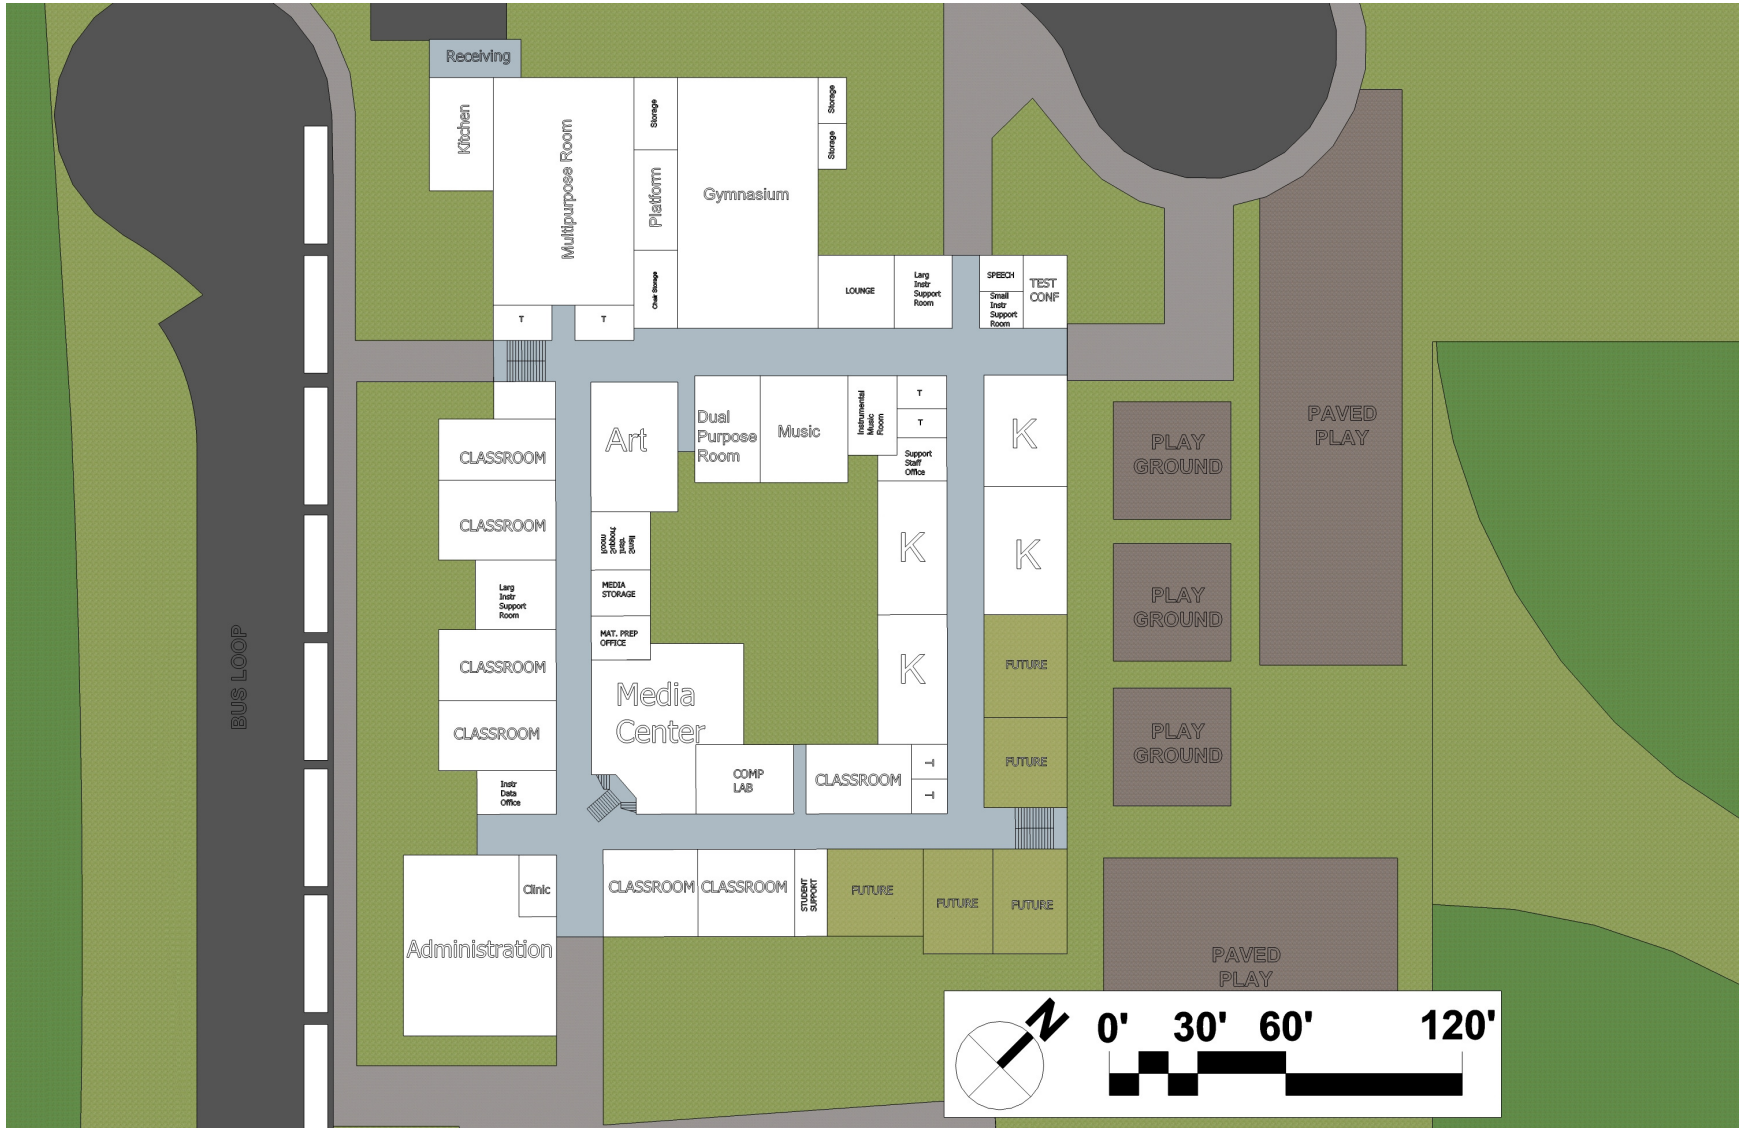 Receiving
Kitchen
Multipurpose Room
Storage
Platform
Chair Storage
Gymnasium
Storage
Storage
LOUNGE
Larg
Instr
Support
Room
SPEECH
Small
Instr
Support
Room
TEST
CONF
T
T
Art
Dual
Purpose
Room
Music
Instrumental
Music
Room
T
T
Support
Staff
Office
K
K
K
K
CLASSROOM
CLASSROOM
Larg
Instr
Support
Room
CLASSROOM
CLASSROOM
Instr
Data
Office
Small
Instr
Support
Room
MEDIA
STORAGE
MAT. PREP
OFFICE
Media
Center
COMP
LAB
CLASSROOM
T
T
FUTURE
FUTURE
Clinic
Administration
CLASSROOM
CLASSROOM
STUDENT
SUPPORT
FUTURE
FUTURE
FUTURE
BUS LOOP
PLAY
GROUND
PLAY
GROUND
PLAY
GROUND
PAVED
PLAY
PAVED
PLAY
N
0' 30' 60' 120'